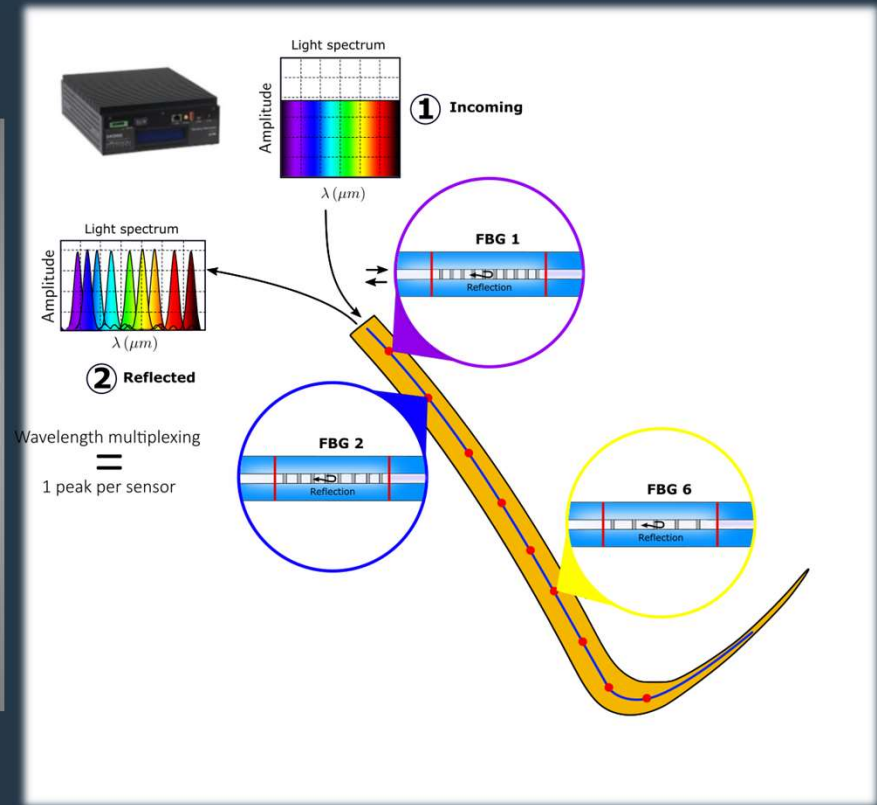 Light spectrum
Amplitude
λ (μm)
① Incoming
Light spectrum
Amplitude
λ (μm)
② Reflected
Wavelength multiplexing
=
1 peak per sensor
FBG 1
Reflection
FBG 2
Reflection
FBG 6
Reflection